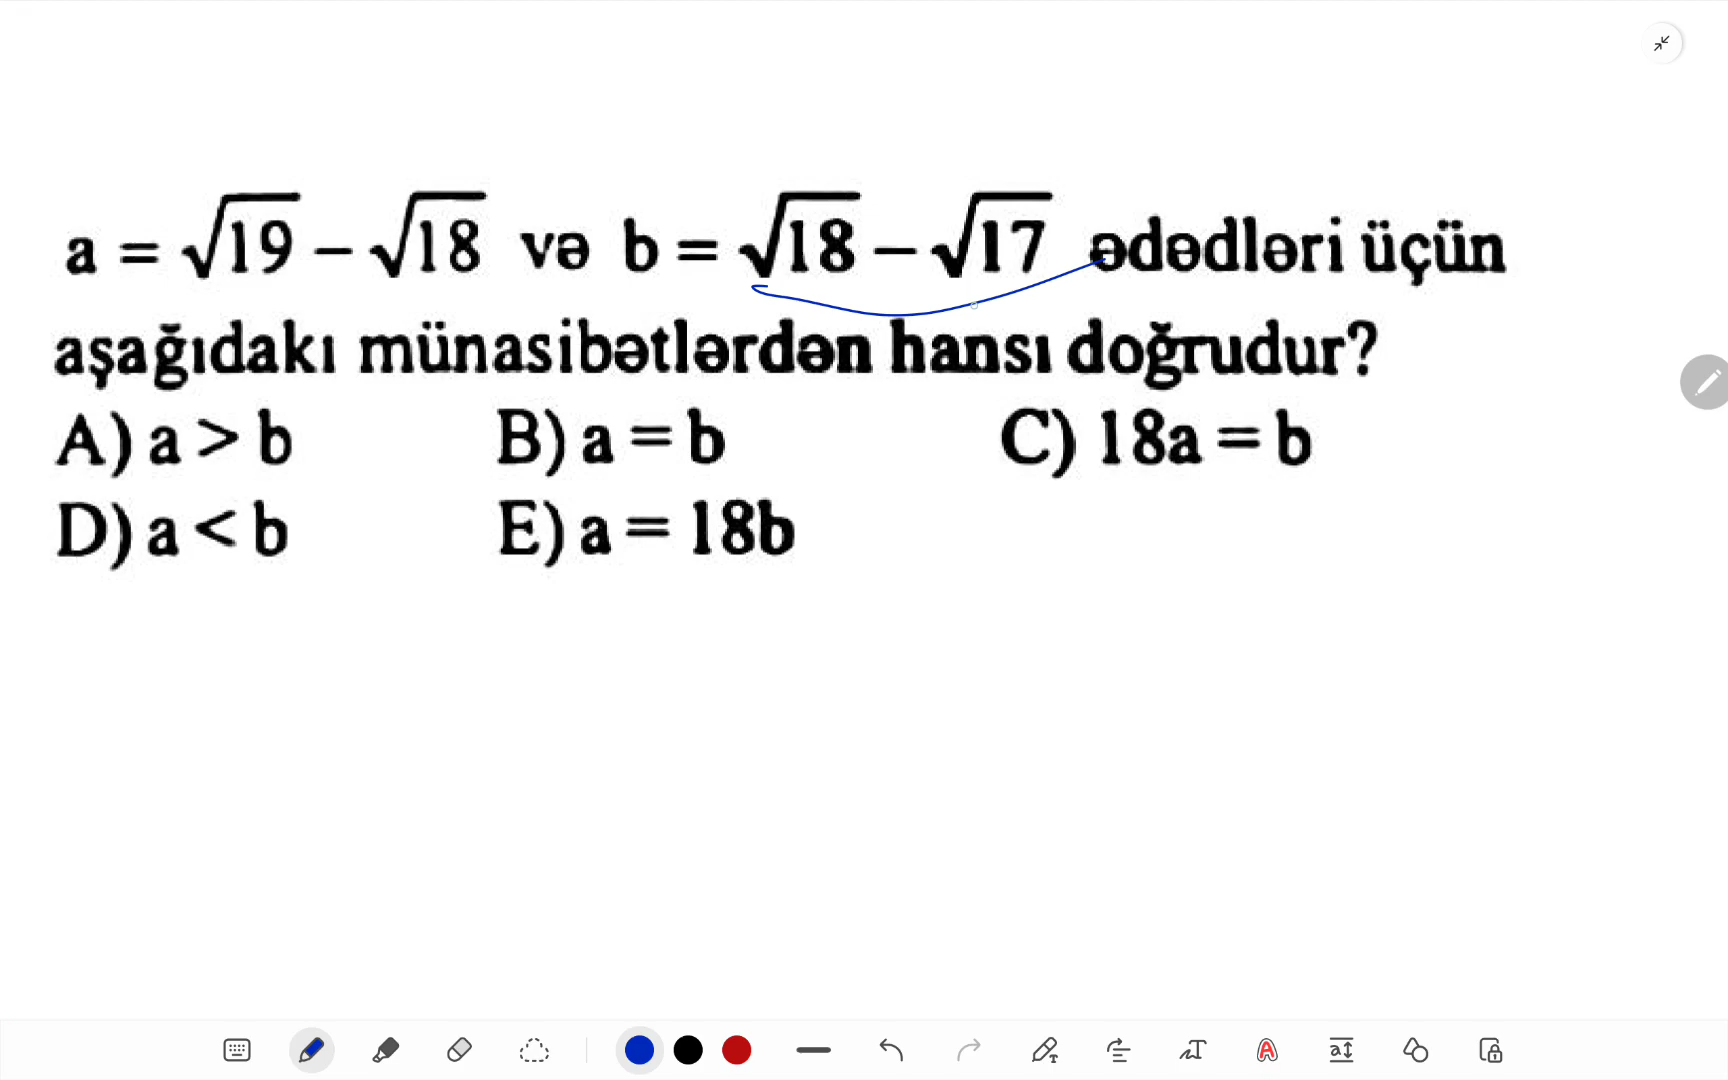 a = √19 − √18 və b = √18 − √17 ədədləri üçün
aşağıdakı münasibətlərdən hansı doğrudur?
A) a > b B) a = b C) 18a = b
D) a < b E) a = 18b